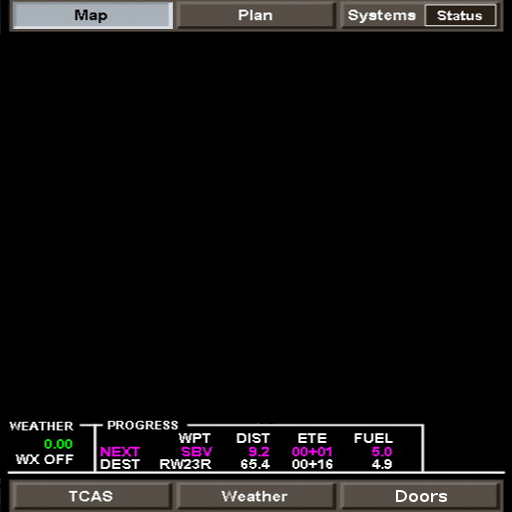 Map Plan Systems Status
WEATHER PROGRESS
0.00
WX OFF
WPT DIST ETE FUEL
NEXT SBV 9.2 00+01 5.0
DEST RW23R 65.4 00+16 4.9
TCAS Weather Doors